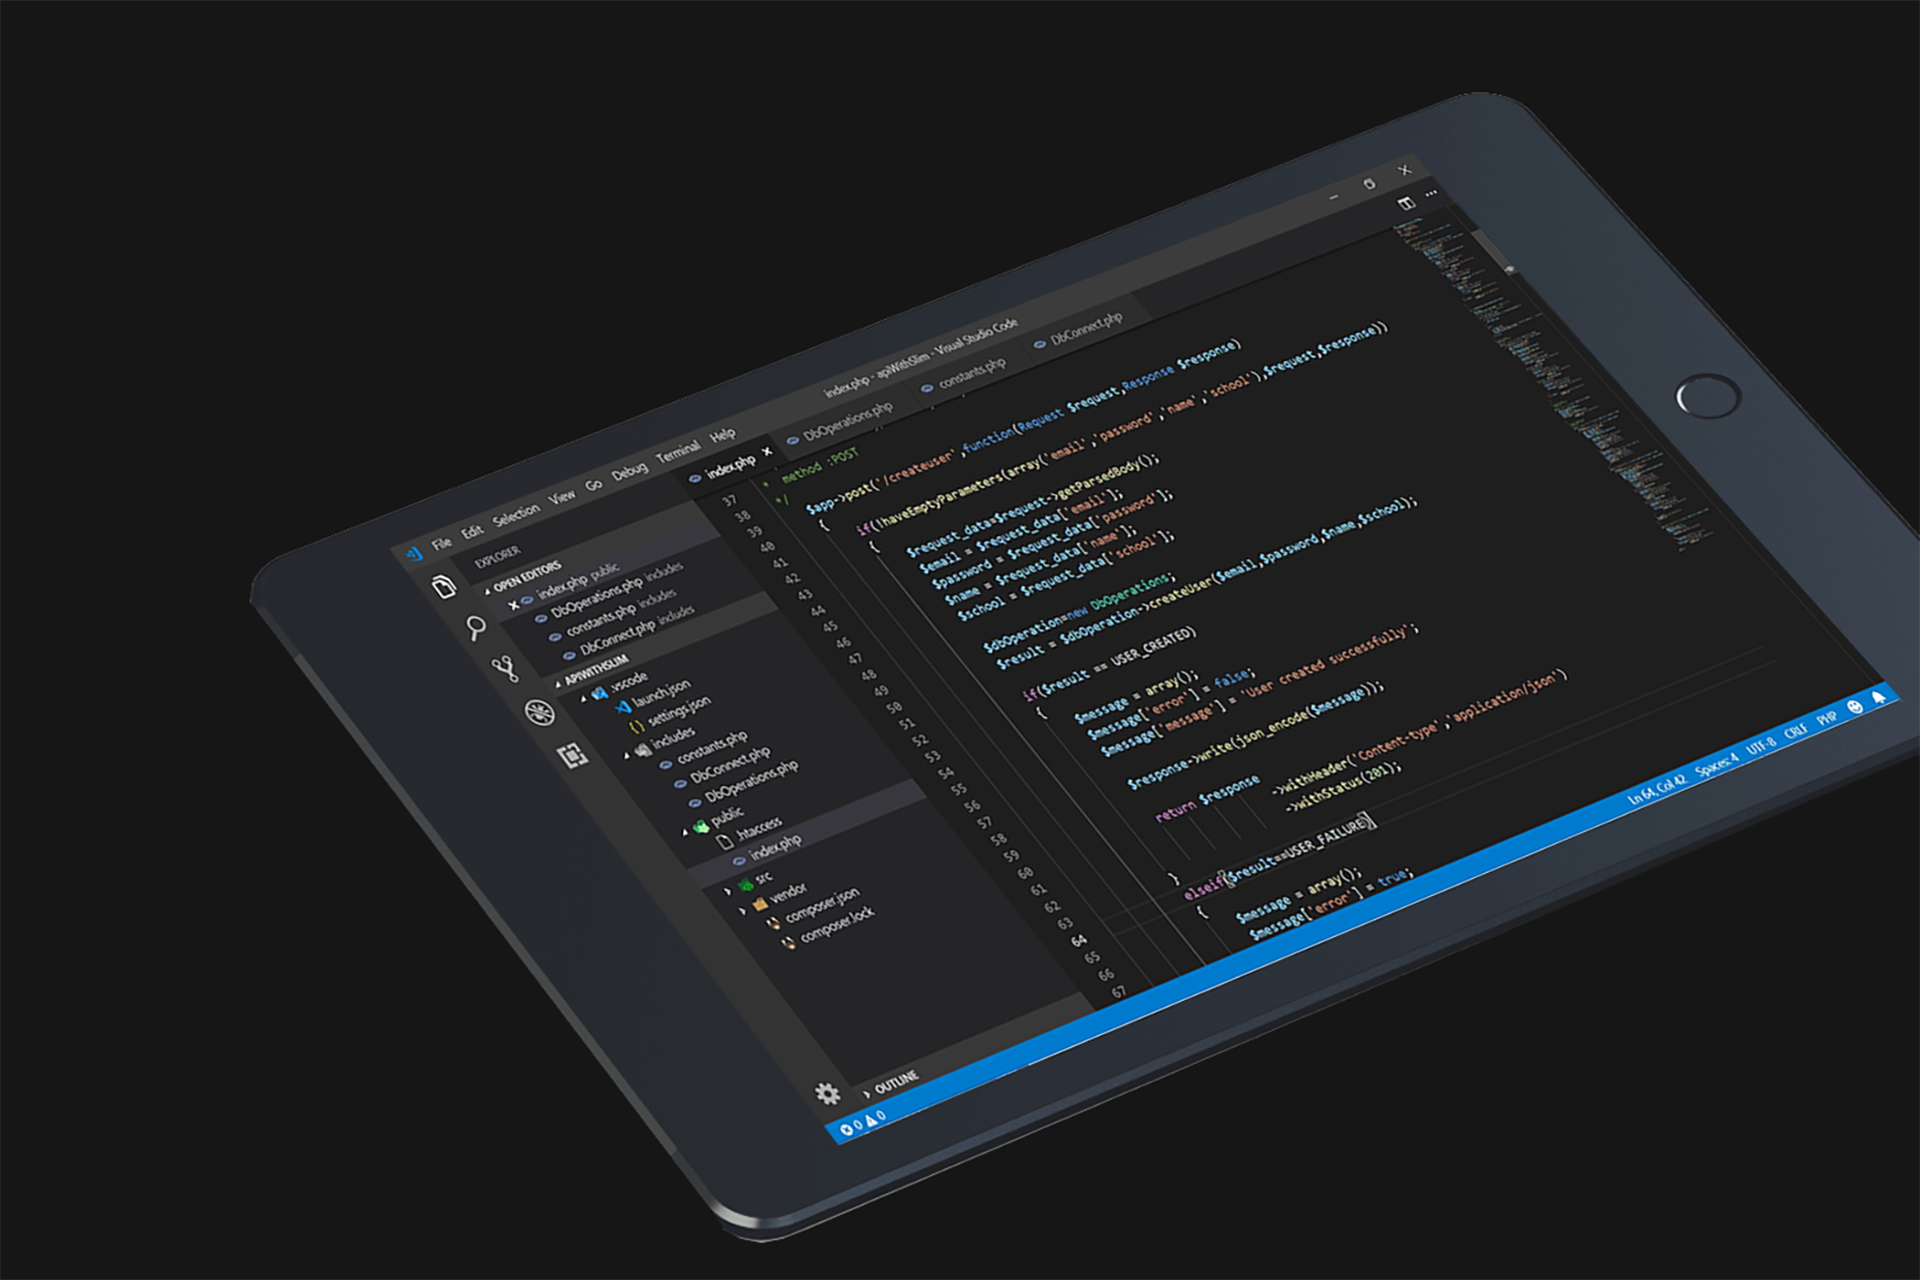 index.php - apiWithSlim - Visual Studio Code
File Edit Selection View Go Debug Terminal Help
EXPLORER
OPEN EDITORS
index.php public
DbOperations.php includes
constants.php includes
DbConnect.php includes
APIWITHSLIM
.vscode
launch.json
settings.json
includes
constants.php
DbConnect.php
DbOperations.php
public
.htaccess
index.php
src
vendor
composer.json
composer.lock
OUTLINE
index.php
DbOperations.php
constants.php
DbConnect.php
37
38
39
40
41
42
43
44
45
46
47
48
49
50
51
52
53
54
55
56
57
58
59
60
61
62
63
64
65
66
67
* method :POST
*/
$app->post('/createuser',function(Request $request,Response $response)
{
if(!haveEmptyParameters(array('email','password','name','school'),$request,$response))
{
$request_data=$request->getParsedBody();
$email = $request_data['email'];
$password = $request_data['password'];
$name = $request_data['name'];
$school = $request_data['school'];
$dbOperation=new DbOperations;
$result = $dbOperation->createUser($email,$password,$name,$school);
if($result == USER_CREATED)
{
$message = array();
$message['error'] = false;
$message['message'] = 'User created successfully';
$response->write(json_encode($message));
return $response
->withHeader('Content-type','application/json')
->withStatus(201);
}
elseif($result==USER_FAILURE)
{
$message = array();
$message['error'] = true;
0 0
Ln 64, Col 42 Spaces: 4 UTF-8 CRLF PHP